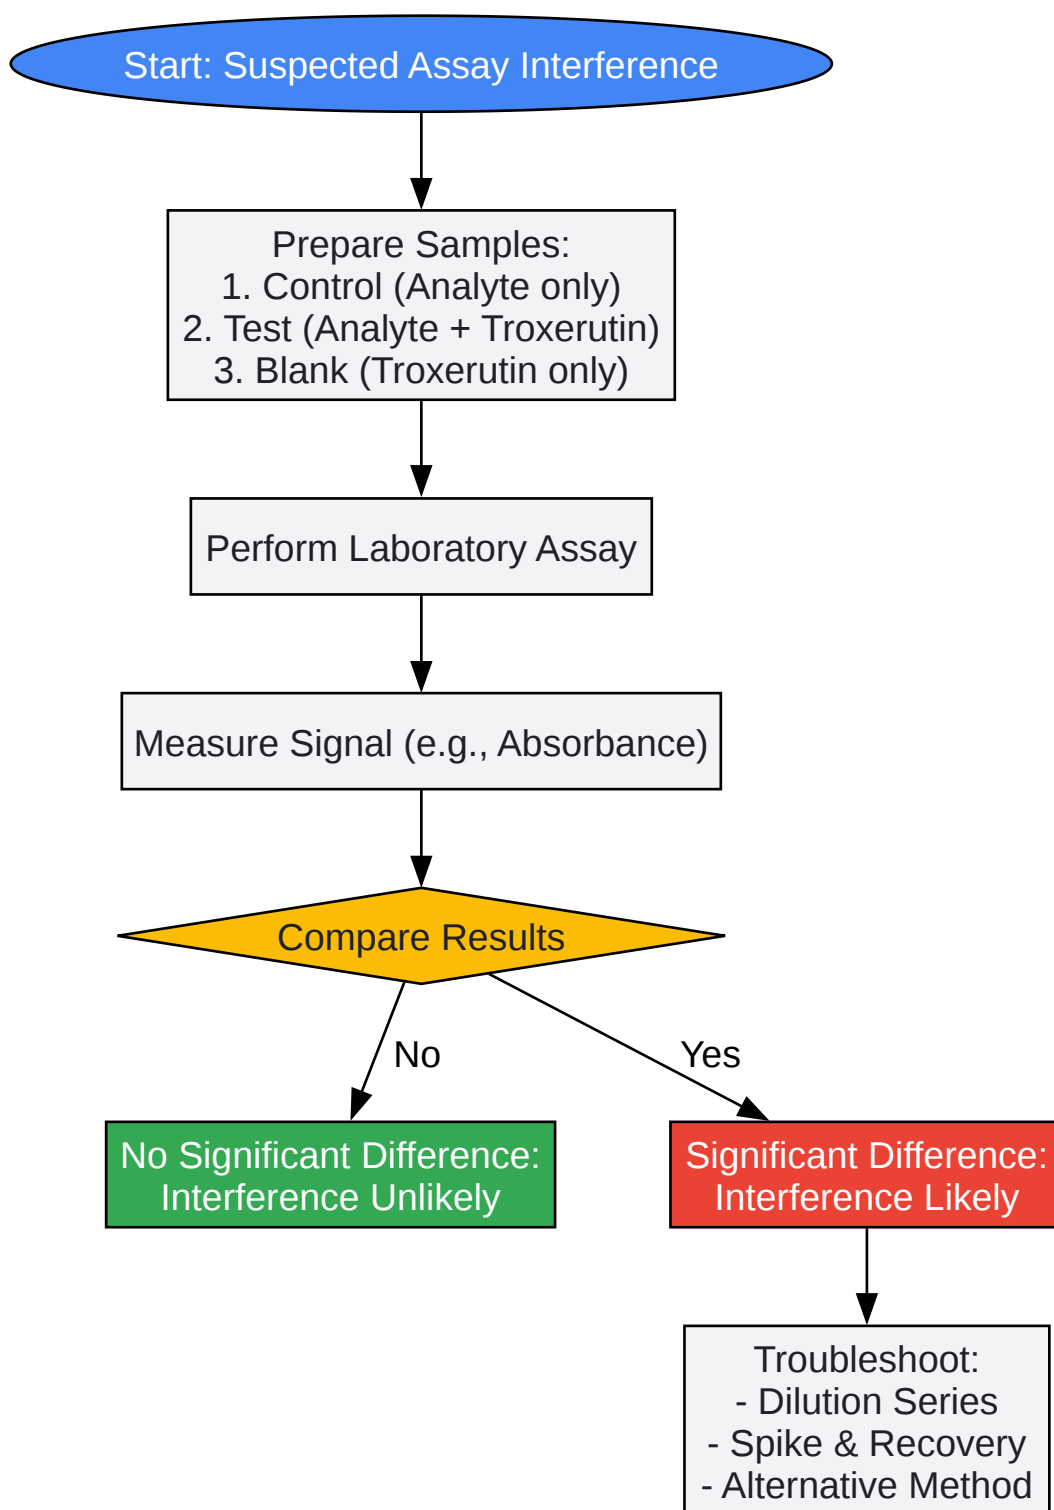 Start: Suspected Assay Interference
Prepare Samples:
1. Control (Analyte only)
2. Test (Analyte + Troxerutin)
3. Blank (Troxerutin only)
Perform Laboratory Assay
Measure Signal (e.g., Absorbance)
Compare Results
No
Yes
No Significant Difference:
Interference Unlikely
Significant Difference:
Interference Likely
Troubleshoot:
- Dilution Series
- Spike & Recovery
- Alternative Method